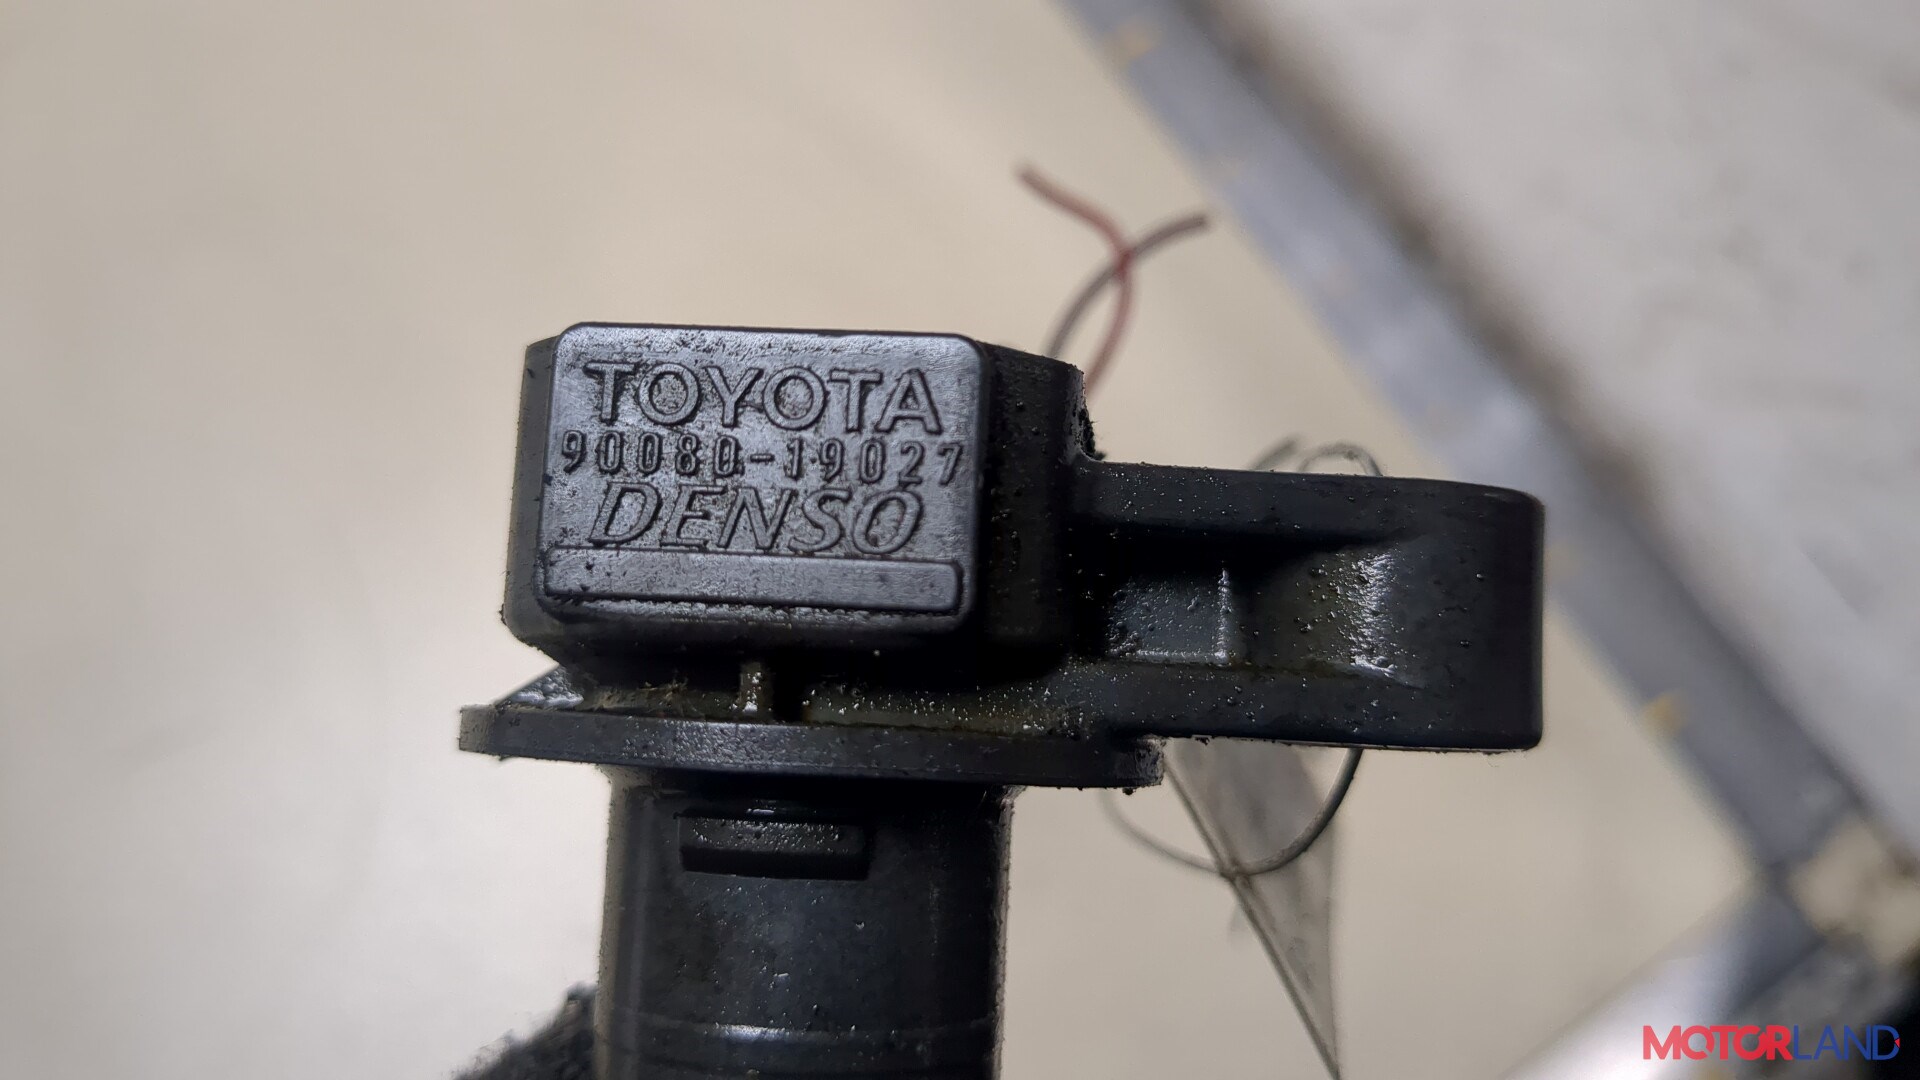 TOYOTA
90080-19027
DENSO
MOTORLAND